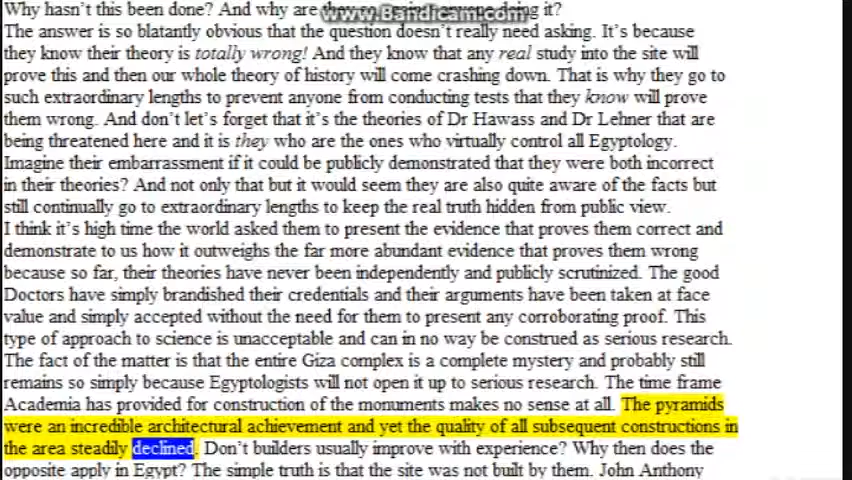 Why hasn't this been done? And why are they so against anyone doing it?
www.Bandicam.com
The answer is so blatantly obvious that the question doesn't really need asking. It's because
they know their theory is totally wrong! And they know that any real study into the site will
prove this and then our whole theory of history will come crashing down. That is why they go to
such extraordinary lengths to prevent anyone from conducting tests that they know will prove
them wrong. And don't let's forget that it's the theories of Dr Hawass and Dr Lehner that are
being threatened here and it is they who are the ones who virtually control all Egyptology.
Imagine their embarrassment if it could be publicly demonstrated that they were both incorrect
in their theories? And not only that but it would seem they are also quite aware of the facts but
still continually go to extraordinary lengths to keep the real truth hidden from public view.
I think it's high time the world asked them to present the evidence that proves them correct and
demonstrate to us how it outweighs the far more abundant evidence that proves them wrong
because so far, their theories have never been independently and publicly scrutinized. The good
Doctors have simply brandished their credentials and their arguments have been taken at face
value and simply accepted without the need for them to present any corroborating proof. This
type of approach to science is unacceptable and can in no way be construed as serious research.
The fact of the matter is that the entire Giza complex is a complete mystery and probably still
remains so simply because Egyptologists will not open it up to serious research. The time frame
Academia has provided for construction of the monuments makes no sense at all. The pyramids
were an incredible architectural achievement and yet the quality of all subsequent constructions in
the area steadily declined. Don't builders usually improve with experience? Why then does the
opposite apply in Egypt? The simple truth is that the site was not built by them. John Anthony